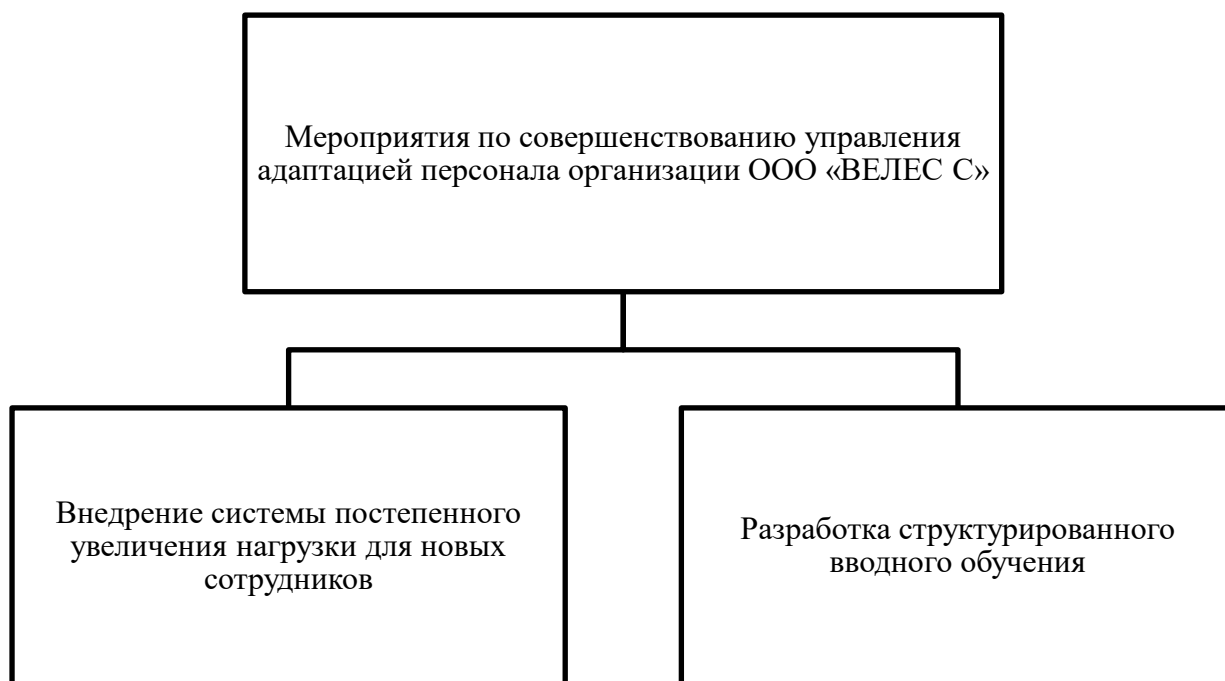 Мероприятия по совершенствованию управления
адаптацией персонала организации ООО «ВЕЛЕС С»
Внедрение системы постепенного
увеличения нагрузки для новых
сотрудников
Разработка структурированного
вводного обучения